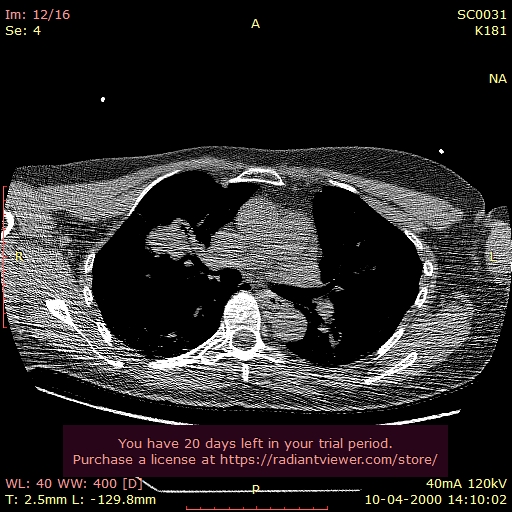 Im: 12/16
Se: 4
A
SC0031
K181
NA
R
L
You have 20 days left in your trial period.
Purchase a license at https://radiantviewer.com/store/
WL: 40 WW: 400 [D]
T: 2.5mm L: -129.8mm
P
40mA 120kV
10-04-2000 14:10:02